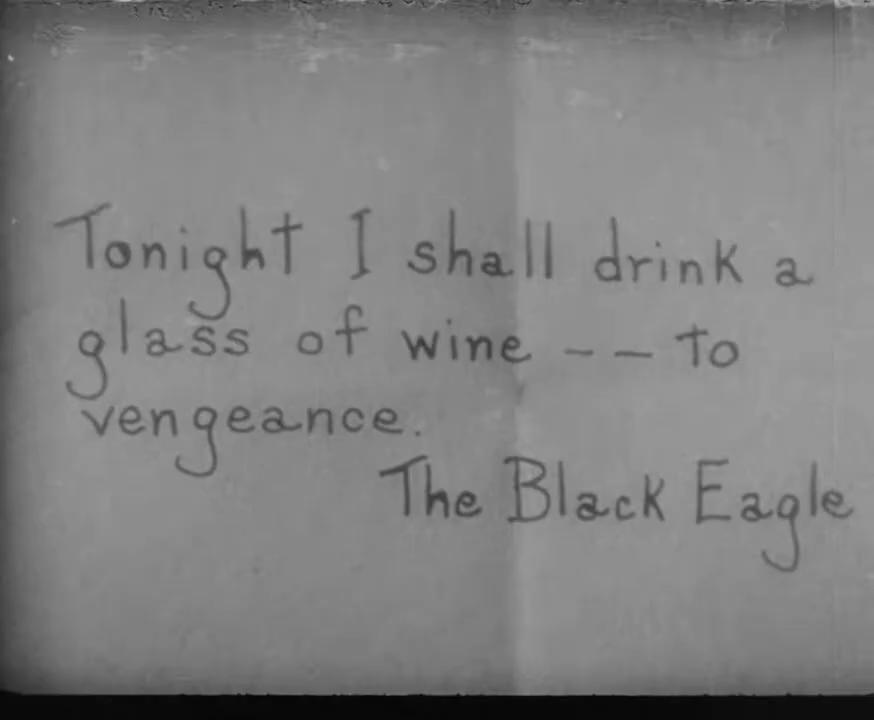 Tonight I shall drink a
glass of wine -- to
vengeance.
The Black Eagle